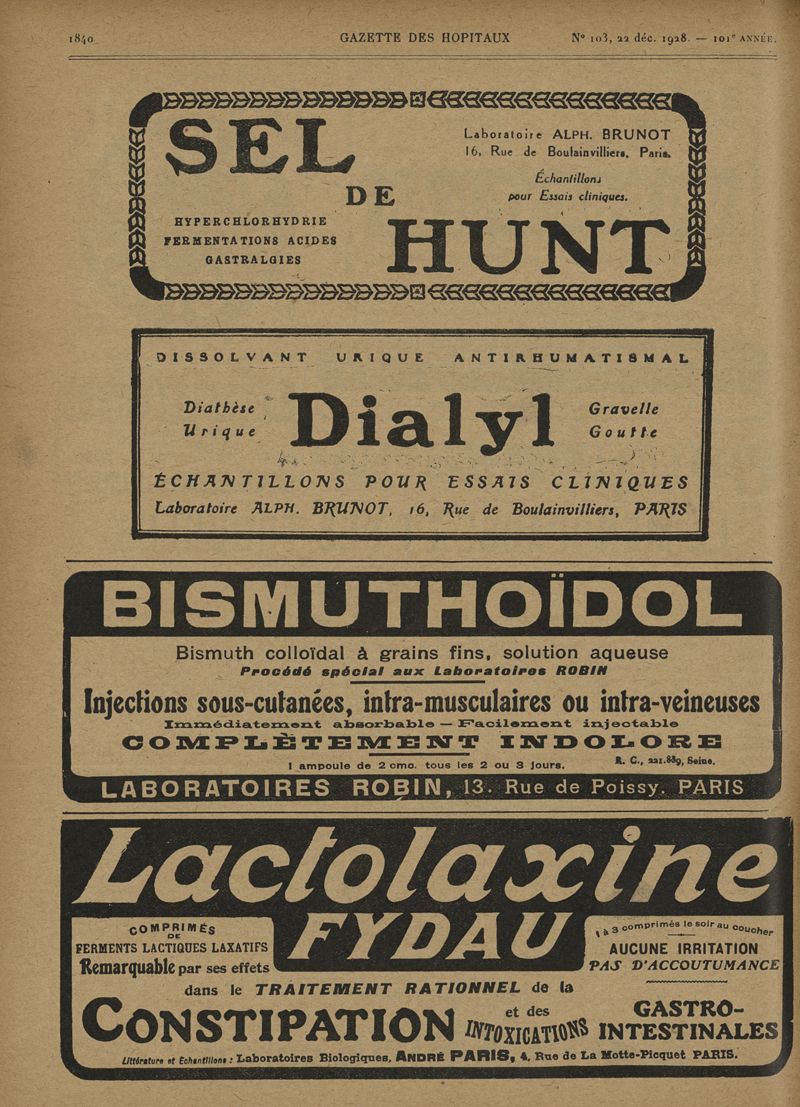 1840
GAZETTE DES HOPITAUX
N° 103, 22 déc. 1928. — 101e ANNÉE.
SEL
DE
HUNT
Laboratoire ALPH. BRUNOT
16, Rue de Boulainvilliers, Paris.
Échantillons
pour Essais cliniques.
HYPERCHLORHYDRIE
FERMENTATIONS ACIDES
GASTRALGIES
DISSOLVANT URIQUE ANTIRHUMATISMAL
Diathèse
Urique
Dialyl
Gravelle
Goutte
ÉCHANTILLONS POUR ESSAIS CLINIQUES
Laboratoire ALPH. BRUNOT, 16, Rue de Boulainvilliers, PARIS
BISMUTHOÏDOL
Bismuth colloïdal à grains fins, solution aqueuse
Procédé spécial aux Laboratoires ROBIN
Injections sous-cutanées, intra-musculaires ou intra-veineuses
Immédiatement absorbable — Facilement injectable
COMPLÈTEMENT INDOLORE
1 ampoule de 2 cmc. tous les 2 ou 3 jours.
R. C., 221.839, Seine.
LABORATOIRES ROBIN, 13. Rue de Poissy. PARIS
Lactolaxine
FYDAU
COMPRIMÉS
DE
FERMENTS LACTIQUES LAXATIFS
Remarquable par ses effets
1 à 3 comprimés le soir au coucher
AUCUNE IRRITATION
PAS D'ACCOUTUMANCE
dans le TRAITEMENT RATIONNEL de la
CONSTIPATION
et des
INTOXICATIONS
GASTRO-
INTESTINALES
Littérature et Echantillons : Laboratoires Biologiques, ANDRÉ PARIS, 4, Rue de La Motte-Picquet PARIS.